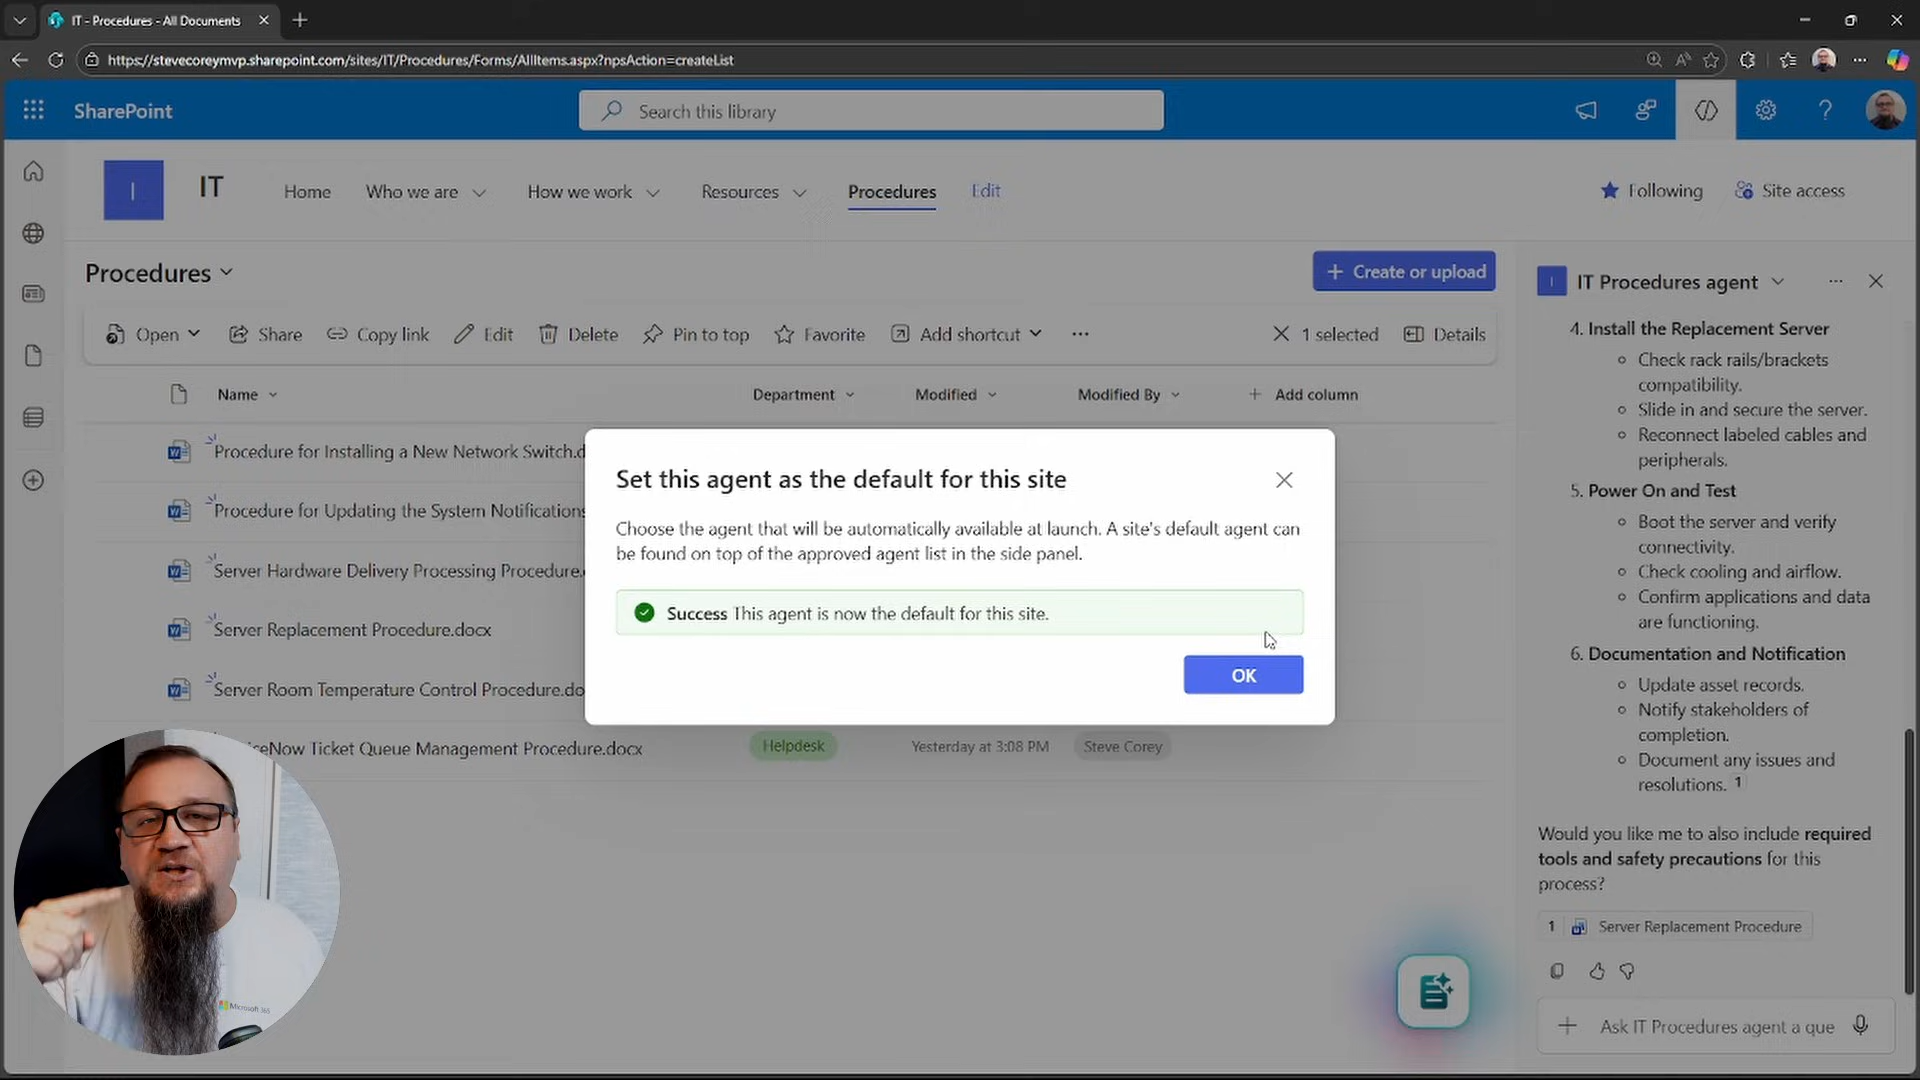 IT - Procedures - All Documents
https://stevecoreymvp.sharepoint.com/sites/IT/Procedures/Forms/AllItems.aspx?npsAction=createList
SharePoint
Search this library
I
IT
Home
Who we are
How we work
Resources
Procedures
Edit
Following
Site access
Procedures
+ Create or upload
Open
Share
Copy link
Edit
Delete
Pin to top
Favorite
Add shortcut
...
1 selected
Details
Name
Department
Modified
Modified By
+ Add column
Procedure for Installing a New Network Switch.d
Procedure for Updating the System Notifications
Server Hardware Delivery Processing Procedure.
Server Replacement Procedure.docx
Server Room Temperature Control Procedure.do
iceNow Ticket Queue Management Procedure.docx
Helpdesk
Yesterday at 3:08 PM
Steve Corey
Set this agent as the default for this site
Choose the agent that will be automatically available at launch. A site's default agent can
be found on top of the approved agent list in the side panel.
Success This agent is now the default for this site.
OK
I
IT Procedures agent
...
4. Install the Replacement Server
Check rack rails/brackets
compatibility.
Slide in and secure the server.
Reconnect labeled cables and
peripherals.
5. Power On and Test
Boot the server and verify
connectivity.
Check cooling and airflow.
Confirm applications and data
are functioning.
6. Documentation and Notification
Update asset records.
Notify stakeholders of
completion.
Document any issues and
resolutions. 1
Would you like me to also include required
tools and safety precautions for this
process?
1 Server Replacement Procedure
Ask IT Procedures agent a que
Microsoft 365